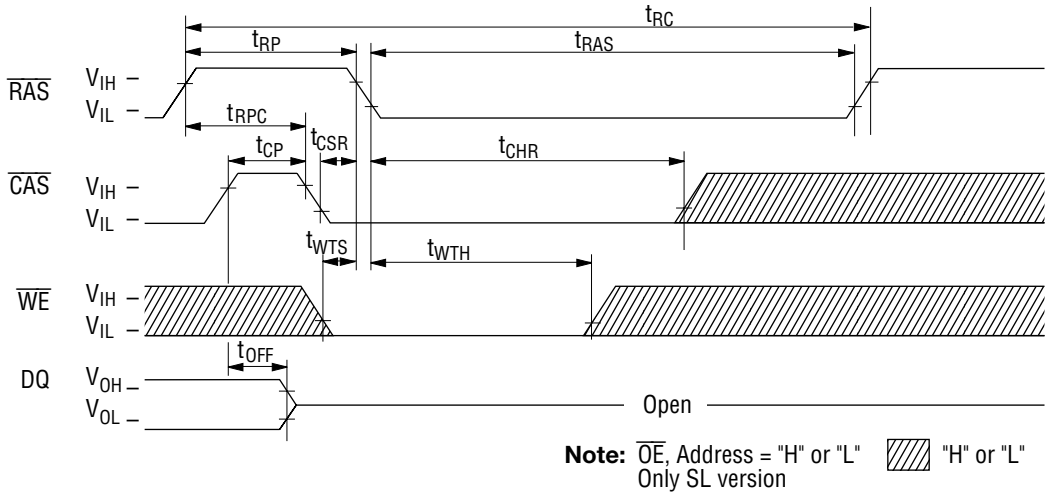 tRC
tRP
tRAS
RAS
VIH
VIL
tRPC
tCP
tCSR
tCHR
CAS
VIH
VIL
tWTS
tWTH
WE
VIH
VIL
tOFF
DQ
VOH
VOL
Open
Note: OE, Address = "H" or "L"
Only SL version
"H" or "L"